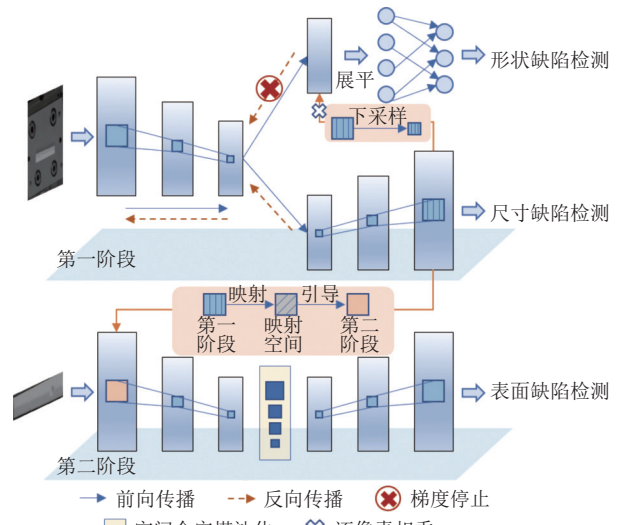 形状缺陷检测
展平
下采样
尺寸缺陷检测
第一阶段
映射 引导
第一阶段 映射空间 第二阶段
表面缺陷检测
第二阶段
前向传播 反向传播 梯度停止